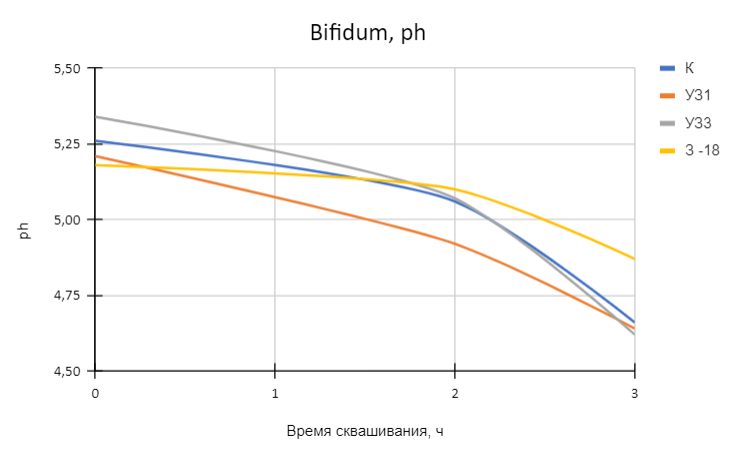 Bifidum, ph
5,50
5,25
5,00
4,75
4,50
ph
0
1
2
3
Время сквашивания, ч
К
УЗ1
УЗ3
З -18